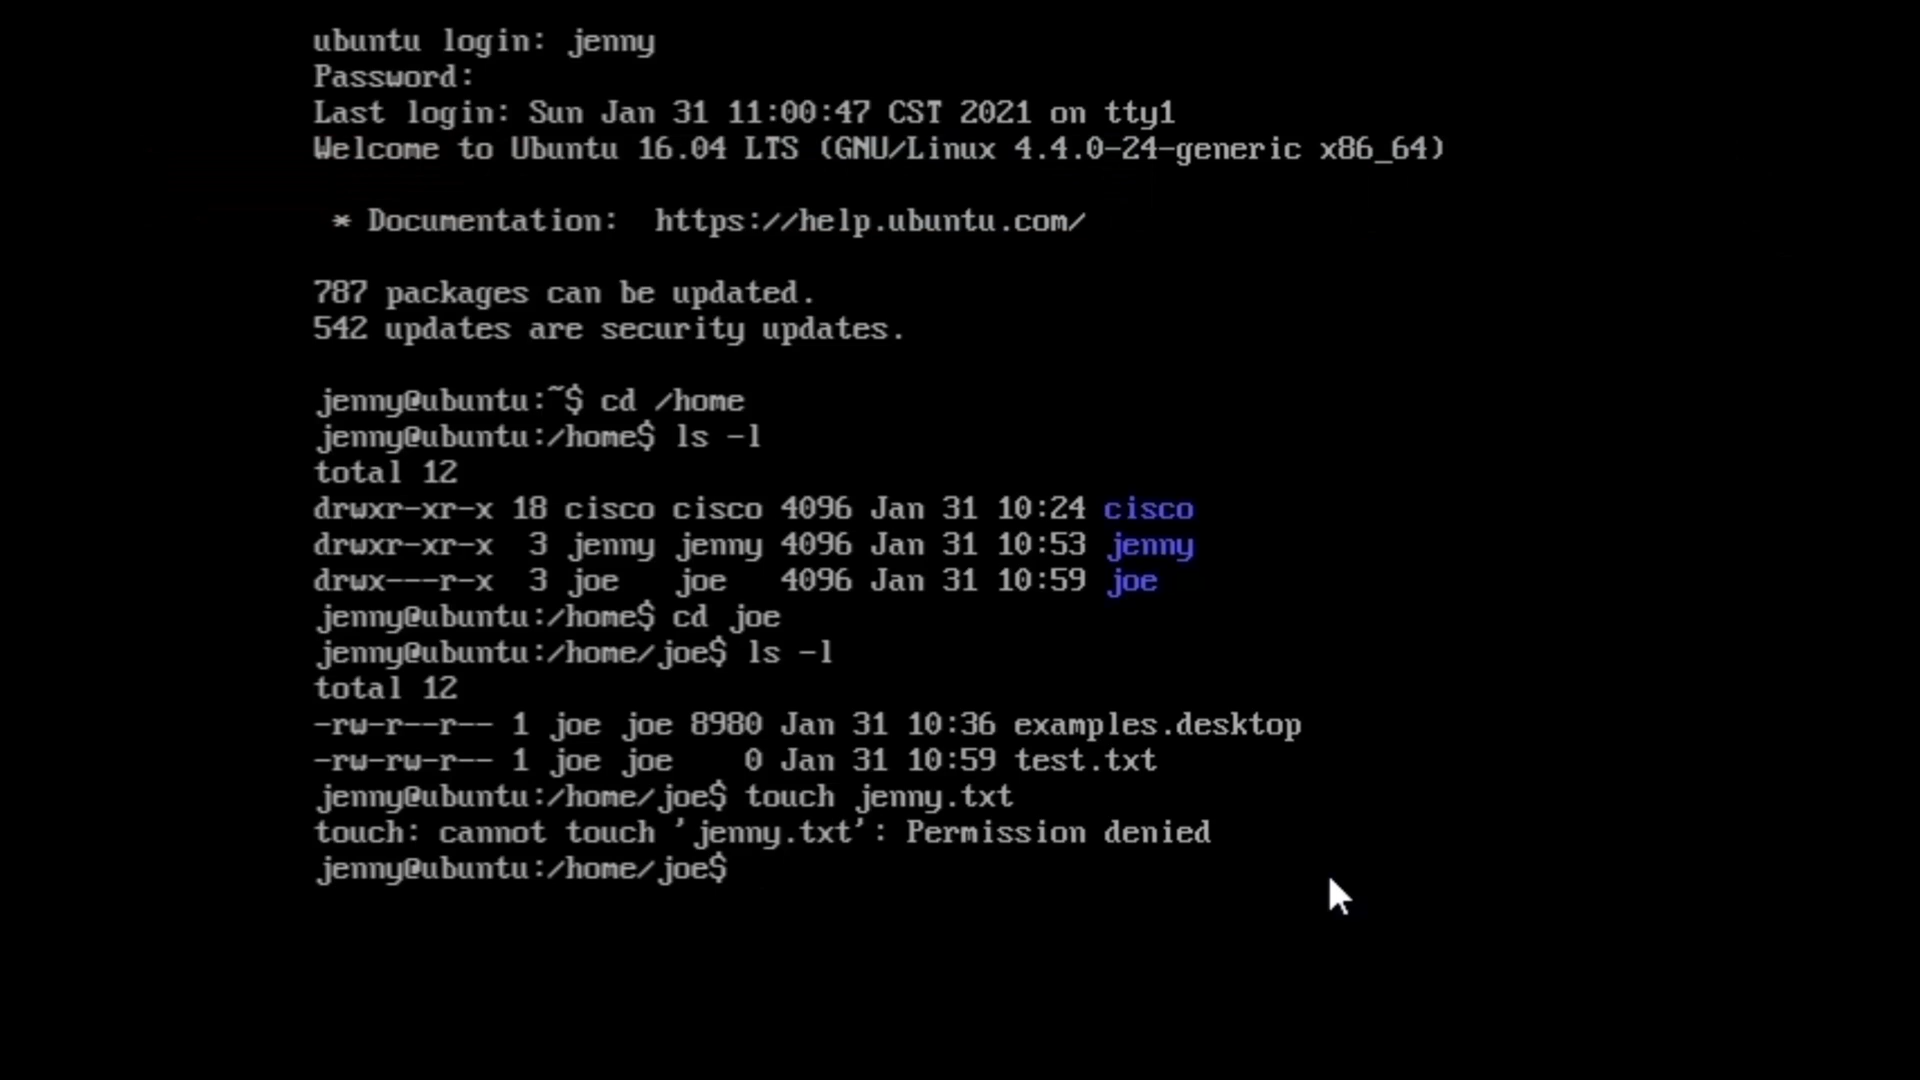 ubuntu login: jenny
Password:
Last login: Sun Jan 31 11:00:47 CST 2021 on tty1
Welcome to Ubuntu 16.04 LTS (GNU/Linux 4.4.0-24-generic x86_64)

 * Documentation:  https://help.ubuntu.com/

787 packages can be updated.
542 updates are security updates.

jenny@ubuntu:~$ cd /home
jenny@ubuntu:/home$ ls -l
total 12
drwxr-xr-x 18 cisco cisco 4096 Jan 31 10:24 cisco
drwxr-xr-x  3 jenny jenny 4096 Jan 31 10:53 jenny
drwx---r-x  3 joe   joe   4096 Jan 31 10:59 joe
jenny@ubuntu:/home$ cd joe
jenny@ubuntu:/home/joe$ ls -l
total 12
-rw-r--r-- 1 joe joe 8980 Jan 31 10:36 examples.desktop
-rw-rw-r-- 1 joe joe    0 Jan 31 10:59 test.txt
jenny@ubuntu:/home/joe$ touch jenny.txt
touch: cannot touch 'jenny.txt': Permission denied
jenny@ubuntu:/home/joe$